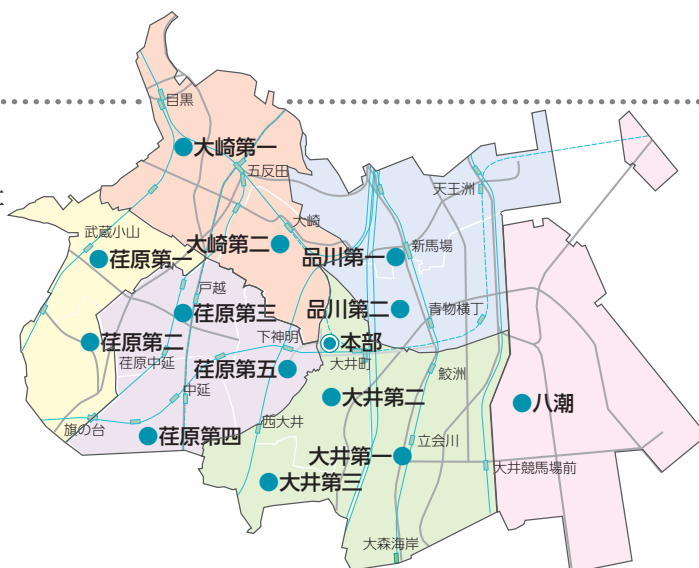 目黒
大崎第一
五反田
天王洲
武蔵小山
大崎
大崎第二
新馬場
荏原第一
品川第一
戸越
荏原第三
品川第二
青物横丁
下神明
本部
荏原第二
荏原中延
大井町
荏原第五
鮫洲
中延
大井第二
八潮
旗の台
西大井
荏原第四
立会川
大井第一
大井競馬場前
大井第三
大森海岸